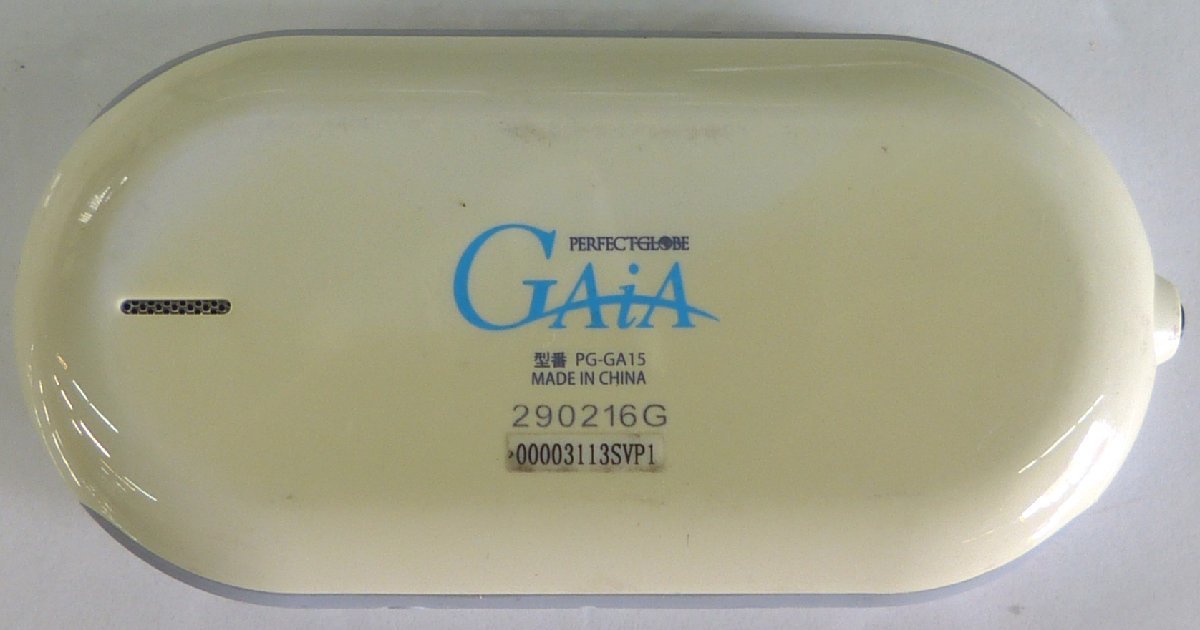 PERFECTGLOBE
GAiA
型番 PG-GA15
MADE IN CHINA
290216G
00003113SVP1